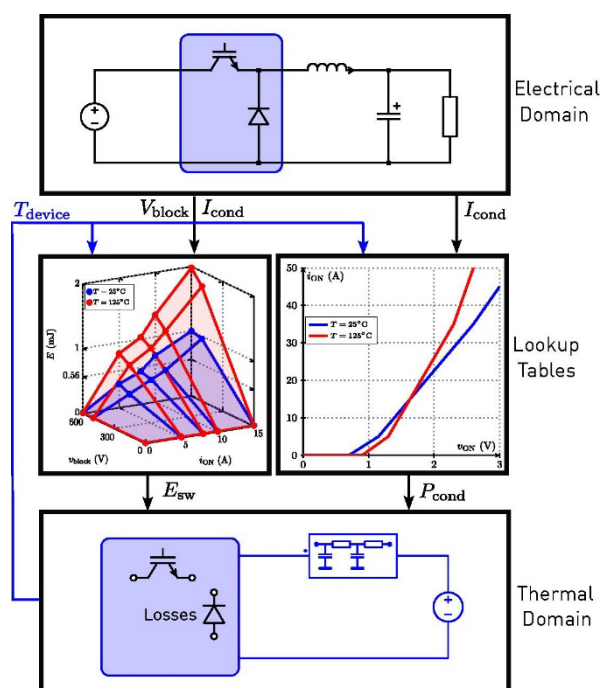 Electrical
Domain
T_device
V_block I_cond
I_cond
2
1
0.56
0
E (mJ)
T = 25°C
T = 125°C
600
300
0 0
5
10
15
v_block (V)
i_ON (A)
50
40
30
20
10
0
i_ON (A)
T = 25°C
T = 125°C
v_ON (V)
0 1 2 3
Lookup
Tables
E_sw
P_cond
Losses
Thermal
Domain